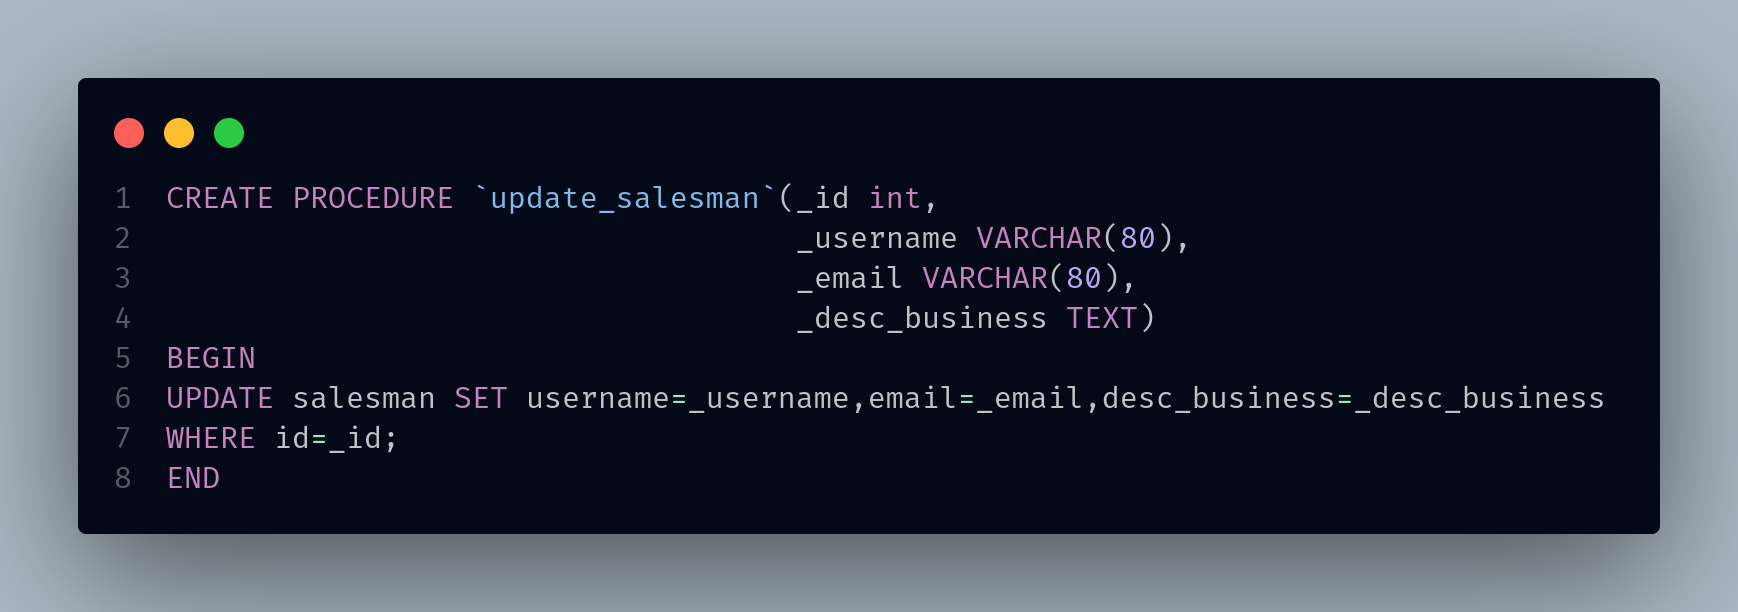 1 CREATE PROCEDURE `update_salesman`(_id int,
2 _username VARCHAR(80),
3 _email VARCHAR(80),
4 _desc_business TEXT)
5 BEGIN
6 UPDATE salesman SET username=_username,email=_email,desc_business=_desc_business
7 WHERE id=_id;
8 END